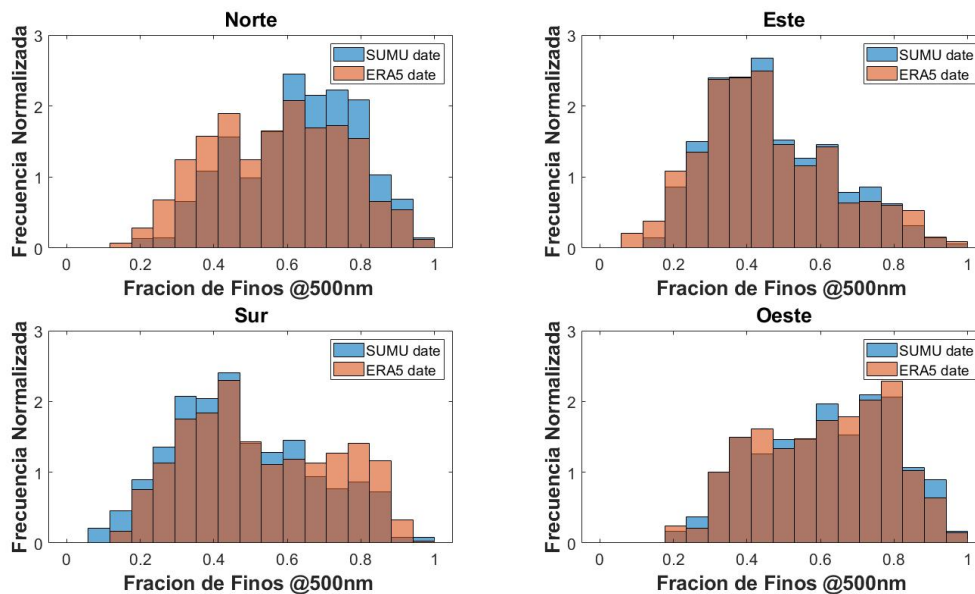 Norte
Frecuencia Normalizada
3
2
1
0
SUMU date
ERA5 date
0 0.2 0.4 0.6 0.8 1
Fracion de Finos @500nm
Este
Frecuencia Normalizada
3
2
1
0
SUMU date
ERA5 date
0 0.2 0.4 0.6 0.8 1
Fracion de Finos @500nm
Sur
Frecuencia Normalizada
3
2
1
0
SUMU date
ERA5 date
0 0.2 0.4 0.6 0.8 1
Fracion de Finos @500nm
Oeste
Frecuencia Normalizada
3
2
1
0
SUMU date
ERA5 date
0 0.2 0.4 0.6 0.8 1
Fracion de Finos @500nm